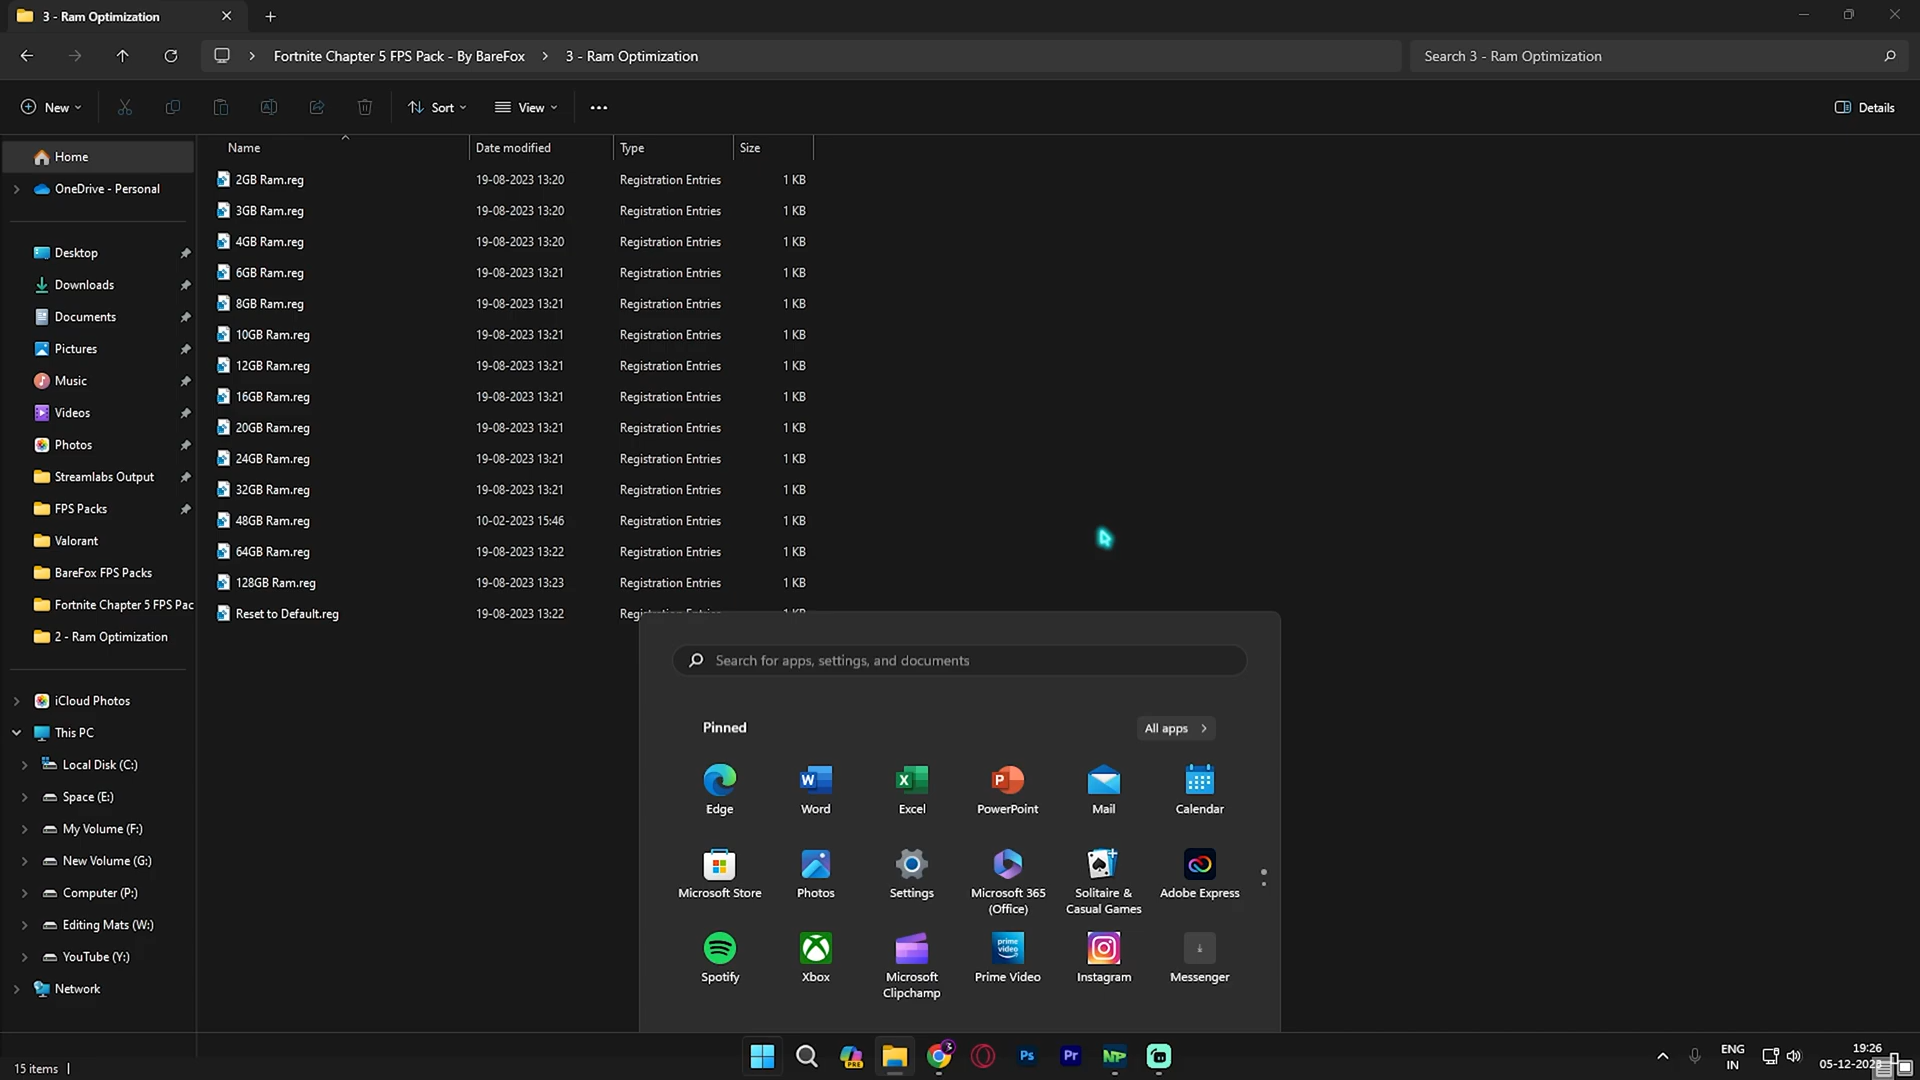 3 - Ram Optimization
Fortnite Chapter 5 FPS Pack - By BareFox
3 - Ram Optimization
Search 3 - Ram Optimization
New
Sort
View
Details
Name Date modified Type Size
Home
OneDrive - Personal
Desktop
Downloads
Documents
Pictures
Music
Videos
Photos
Streamlabs Output
FPS Packs
Valorant
BareFox FPS Packs
Fortnite Chapter 5 FPS Pac
2 - Ram Optimization
iCloud Photos
This PC
Local Disk (C:)
Space (E:)
My Volume (F:)
New Volume (G:)
Computer (P:)
Editing Mats (W:)
YouTube (Y:)
Network
2GB Ram.reg 19-08-2023 13:20 Registration Entries 1 KB
3GB Ram.reg 19-08-2023 13:20 Registration Entries 1 KB
4GB Ram.reg 19-08-2023 13:20 Registration Entries 1 KB
6GB Ram.reg 19-08-2023 13:21 Registration Entries 1 KB
8GB Ram.reg 19-08-2023 13:21 Registration Entries 1 KB
10GB Ram.reg 19-08-2023 13:21 Registration Entries 1 KB
12GB Ram.reg 19-08-2023 13:21 Registration Entries 1 KB
16GB Ram.reg 19-08-2023 13:21 Registration Entries 1 KB
20GB Ram.reg 19-08-2023 13:21 Registration Entries 1 KB
24GB Ram.reg 19-08-2023 13:21 Registration Entries 1 KB
32GB Ram.reg 19-08-2023 13:21 Registration Entries 1 KB
48GB Ram.reg 10-02-2023 15:46 Registration Entries 1 KB
64GB Ram.reg 19-08-2023 13:22 Registration Entries 1 KB
128GB Ram.reg 19-08-2023 13:23 Registration Entries 1 KB
Reset to Default.reg 19-08-2023 13:22 Registration Entries 1 KB
Search for apps, settings, and documents
Pinned
All apps
Edge Word Excel PowerPoint Mail Calendar
Microsoft Store Photos Settings Microsoft 365 (Office) Solitaire & Casual Games Adobe Express
prime video
Spotify Xbox Microsoft Clipchamp Prime Video Instagram Messenger
15 items
PRE
3
Ps
Pr
NP
ENG
IN
19:26